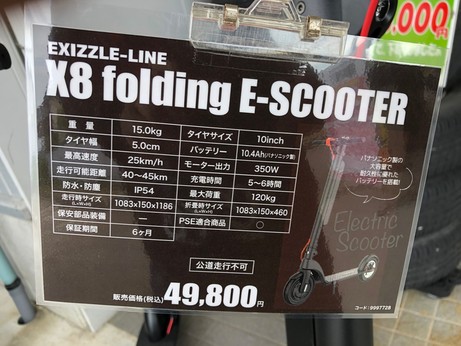 ,000円
EXIZZLE-LINE
X8 folding E-SCOOTER
重量 15.0kg タイヤサイズ 10inch
タイヤ幅 5.0cm バッテリー 10.4Ah(パナソニック製)
最高速度 25km/h モーター出力 350W
走行可能距離 40~45km 充電時間 5~6時間
防水・防塵 IP54 最大荷重 120kg
走行時サイズ(LxWxH) 1083×150×1186 折畳時サイズ(LxWxH) 1083×150×460
保安部品装備 ― PSE適合商品 ○
保証期間 6ヶ月
パナソニック製の
大容量で
耐久性に優れた
バッテリーを搭載!
Electric
Scooter
公道走行不可
販売価格(税込) 49,800円
コード:9997728